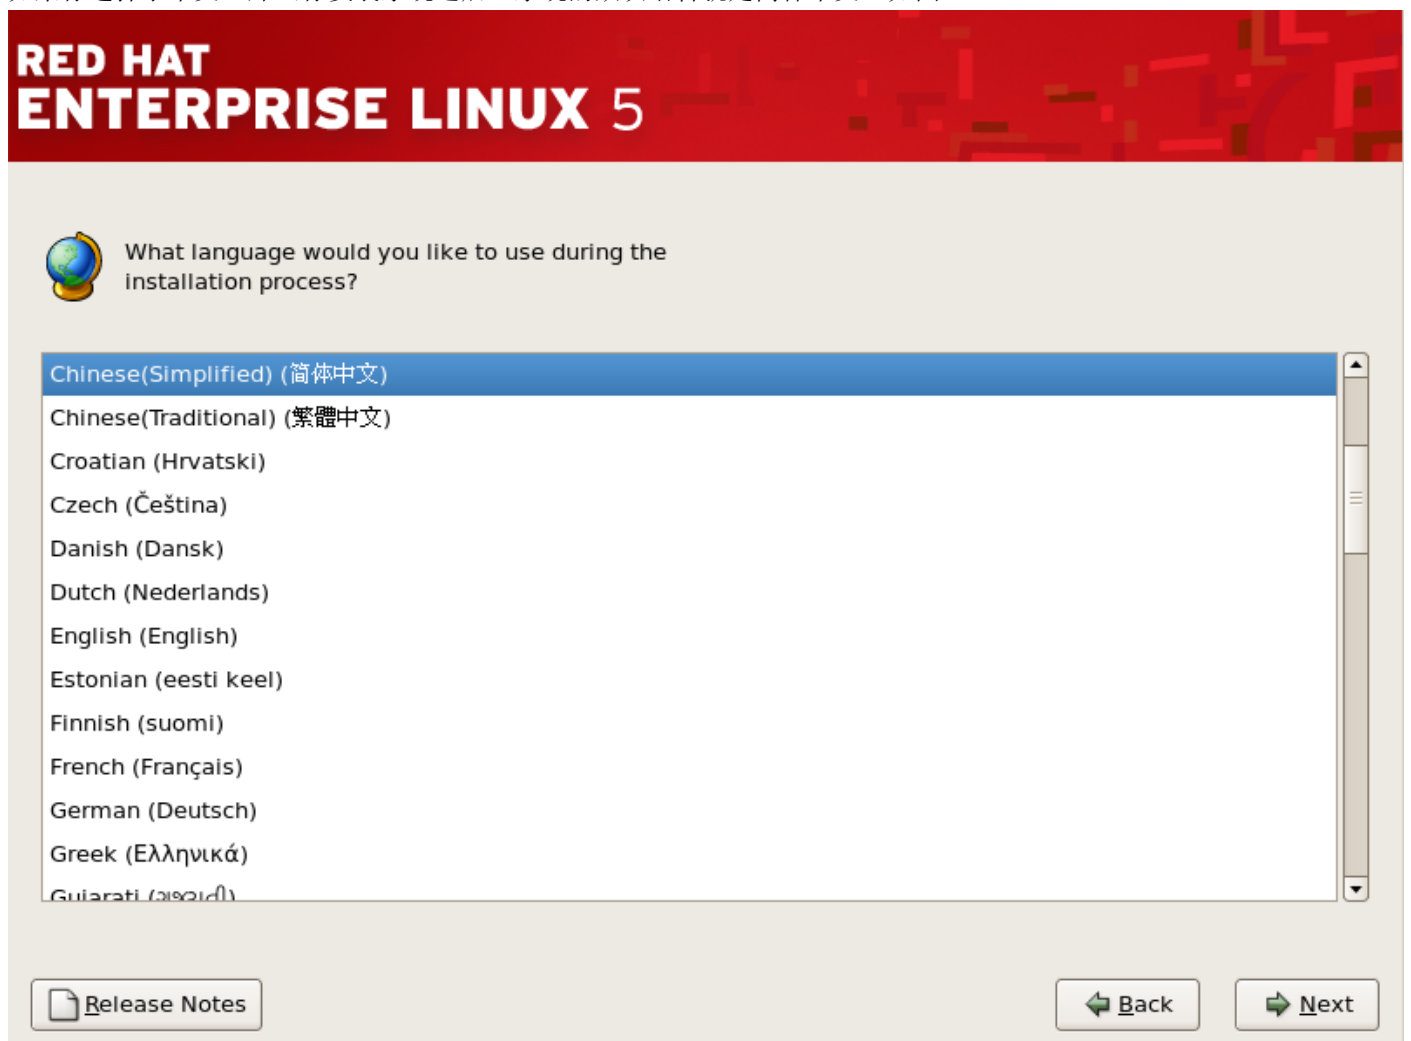 RED HAT
ENTERPRISE LINUX 5
What language would you like to use during the
installation process?
Chinese(Simplified) (简体中文)
Chinese(Traditional) (繁體中文)
Croatian (Hrvatski)
Czech (Čeština)
Danish (Dansk)
Dutch (Nederlands)
English (English)
Estonian (eesti keel)
Finnish (suomi)
French (Français)
German (Deutsch)
Greek (Ελληνικά)
Gujarati (ગુજરાતી)
Release Notes
Back
Next